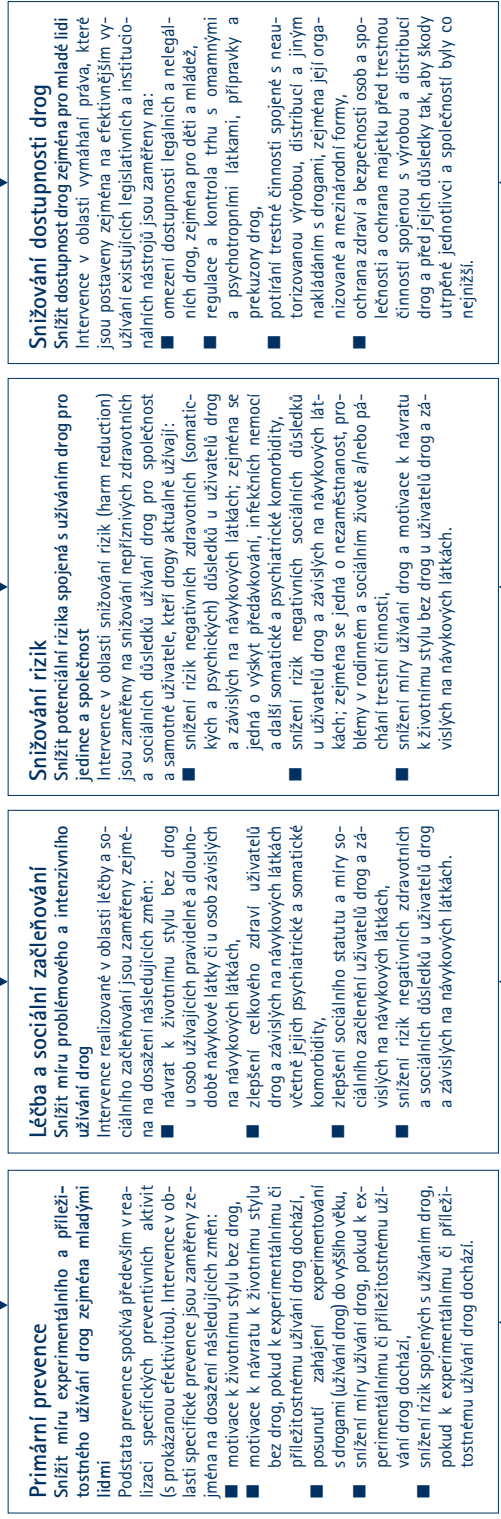 Primární prevence
Snížit míru experimentálního a příleži-
tostného užívání drog zejména mladými
lidmi
Podstata prevence spočívá především v rea-
lizaci specifických preventivních aktivit
(s prokázanou efektivitou). Intervence v ob-
lasti specifické prevence jsou zaměřeny ze-
jména na dosažení následujících změn:
■ motivace k životnímu stylu bez drog,
■ motivace k návratu k životnímu stylu
bez drog, pokud k experimentálnímu či
příležitostnému užívání drog dochází,
■ posunutí zahájení experimentování
s drogami (užívání drog) do vyššího věku,
■ snížení míry užívání drog, pokud k ex-
perimentálnímu či příležitostnému uží-
vání drog dochází,
■ snížení rizik spojených s užíváním drog,
pokud k experimentálnímu či příleži-
tostnému užívání drog dochází.
Léčba a sociální začleňování
Snížit míru problémového a intenzivního
užívání drog
Intervence realizované v oblasti léčby a so-
ciálního začleňování jsou zaměřeny zejmé-
na na dosažení následujících změn:
■ návrat k životnímu stylu bez drog
u osob užívajících pravidelně a dlouho-
době návykové látky či u osob závislých
na návykových látkách,
■ zlepšení celkového zdraví uživatelů
drog a závislých na návykových látkách
včetně jejich psychiatrické a somatické
komorbidity,
■ zlepšení sociálního statutu a míry so-
ciálního začlenění uživatelů drog a zá-
vislých na návykových látkách,
■ snížení rizik negativních zdravotních
a sociálních důsledků u uživatelů drog
a závislých na návykových látkách.
Snižování rizik
Snížit potenciální rizika spojená s užíváním drog pro
jedince a společnost
Intervence v oblasti snižování rizik (harm reduction)
jsou zaměřeny na snižování nepříznivých zdravotních
a sociálních důsledků užívání drog pro společnost
a samotné uživatele, kteří drogy aktuálně užívají:
■ snížení rizik negativních zdravotních (somatic-
kých a psychických) důsledků u uživatelů drog
a závislých na návykových látkách; zejména se
jedná o výskyt předávkování, infekčních nemocí
a další somatické a psychiatrické komorbidity,
■ snížení rizik negativních sociálních důsledků
u uživatelů drog a závislých na návykových lát-
kách; zejména se jedná o nezaměstnanost, pro-
blémy v rodinném a sociálním životě a/nebo pá-
chání trestní činnosti,
■ snížení míry užívání drog a motivace k návratu
k životnímu stylu bez drog u uživatelů drog a zá-
vislých na návykových látkách.
Snižování dostupnosti drog
Snížit dostupnost drog zejména pro mladé lidi
Intervence v oblasti vymáhání práva, které
jsou postaveny zejména na efektivnějším vy-
užívání existujících legislativních a institucio-
nálních nástrojů jsou zaměřeny na:
■ omezení dostupnosti legálních a nelegál-
ních drog, zejména pro děti a mládež,
■ regulace a kontrola trhu s omamnými
a psychotropními látkami, přípravky a
prekuzory drog,
■ potírání trestné činnosti spojené s neau-
torizovanou výrobou, distribucí a jiným
nakládáním s drogami, zejména její orga-
nizované a mezinárodní formy,
■ ochrana zdraví a bezpečnosti osob a spo-
lečnosti a ochrana majetku před trestnou
činností spojenou s výrobou a distribucí
drog a před jejich důsledky tak, aby škody
utrpěné jednotlivci a společností byly co
nejnižší.